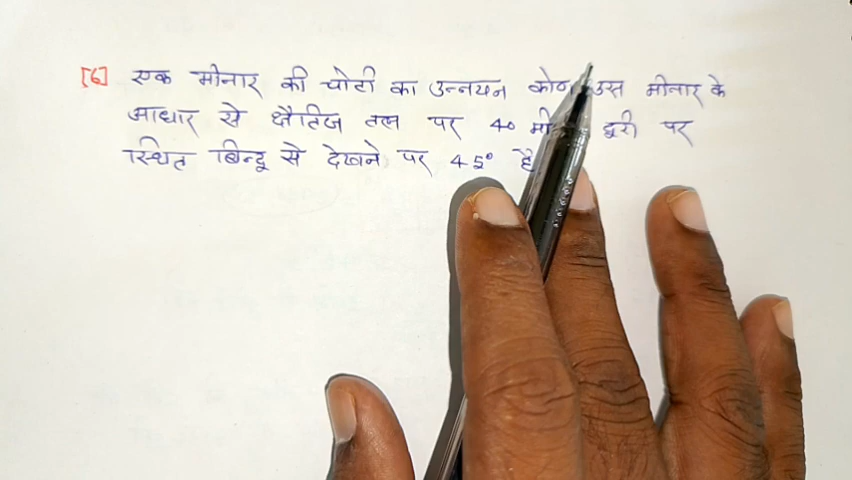 [6] एक मीनार की चोटी का उन्नयन कोण उस मीनार के
आधार से क्षैतिज तल पर 40 मी दूरी पर
स्थित बिन्दू से देखने पर 45° है